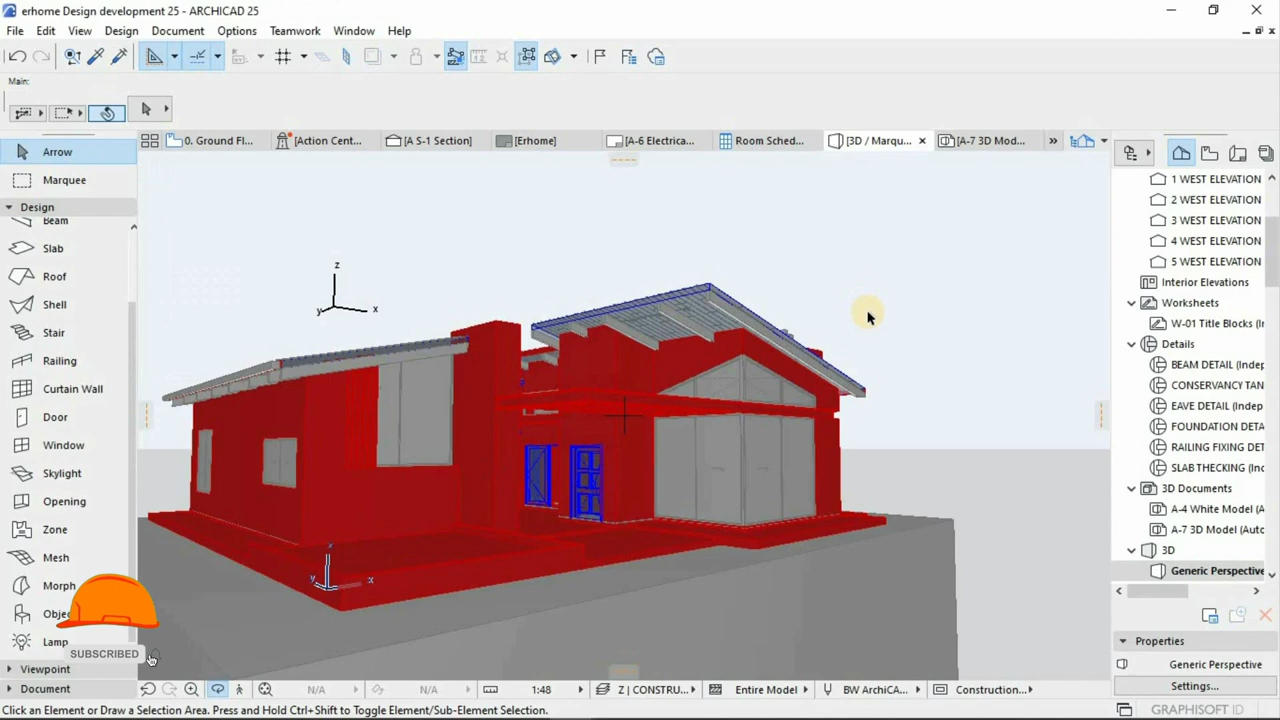 erhome Design development 25 - ARCHICAD 25
File Edit View Design Document Options Teamwork Window Help
Main:
Arrow
Marquee
Design
Beam
Slab
Roof
Shell
Stair
Railing
Curtain Wall
Door
Window
Skylight
Opening
Zone
Mesh
Morph
Lamp
SUBSCRIBED
Viewpoint
Document
0. Ground Fl... [Action Cent... [A S-1 Section] [Erhome] [A-6 Electrica... Room Sched... [3D / Marqu... [A-7 3D Mod...
z
y x
y x
1 WEST ELEVATION
2 WEST ELEVATION
3 WEST ELEVATION
4 WEST ELEVATION
5 WEST ELEVATION
Interior Elevations
Worksheets
W-01 Title Blocks (I
Details
BEAM DETAIL (Indep
CONSERVANCY TAN
EAVE DETAIL (Indep
FOUNDATION DETAI
RAILING FIXING DET
SLAB THECKING (In
3D Documents
A-4 White Model (A
A-7 3D Model (Auto
3D
Generic Perspective
Properties
Generic Perspective
Settings...
N/A N/A 1:48 Z | CONSTRU... Entire Model BW ArchiCA... Construction...
Click an Element or Draw a Selection Area. Press and Hold Ctrl+Shift to Toggle Element/Sub-Element Selection.
GRAPHISOFT ID